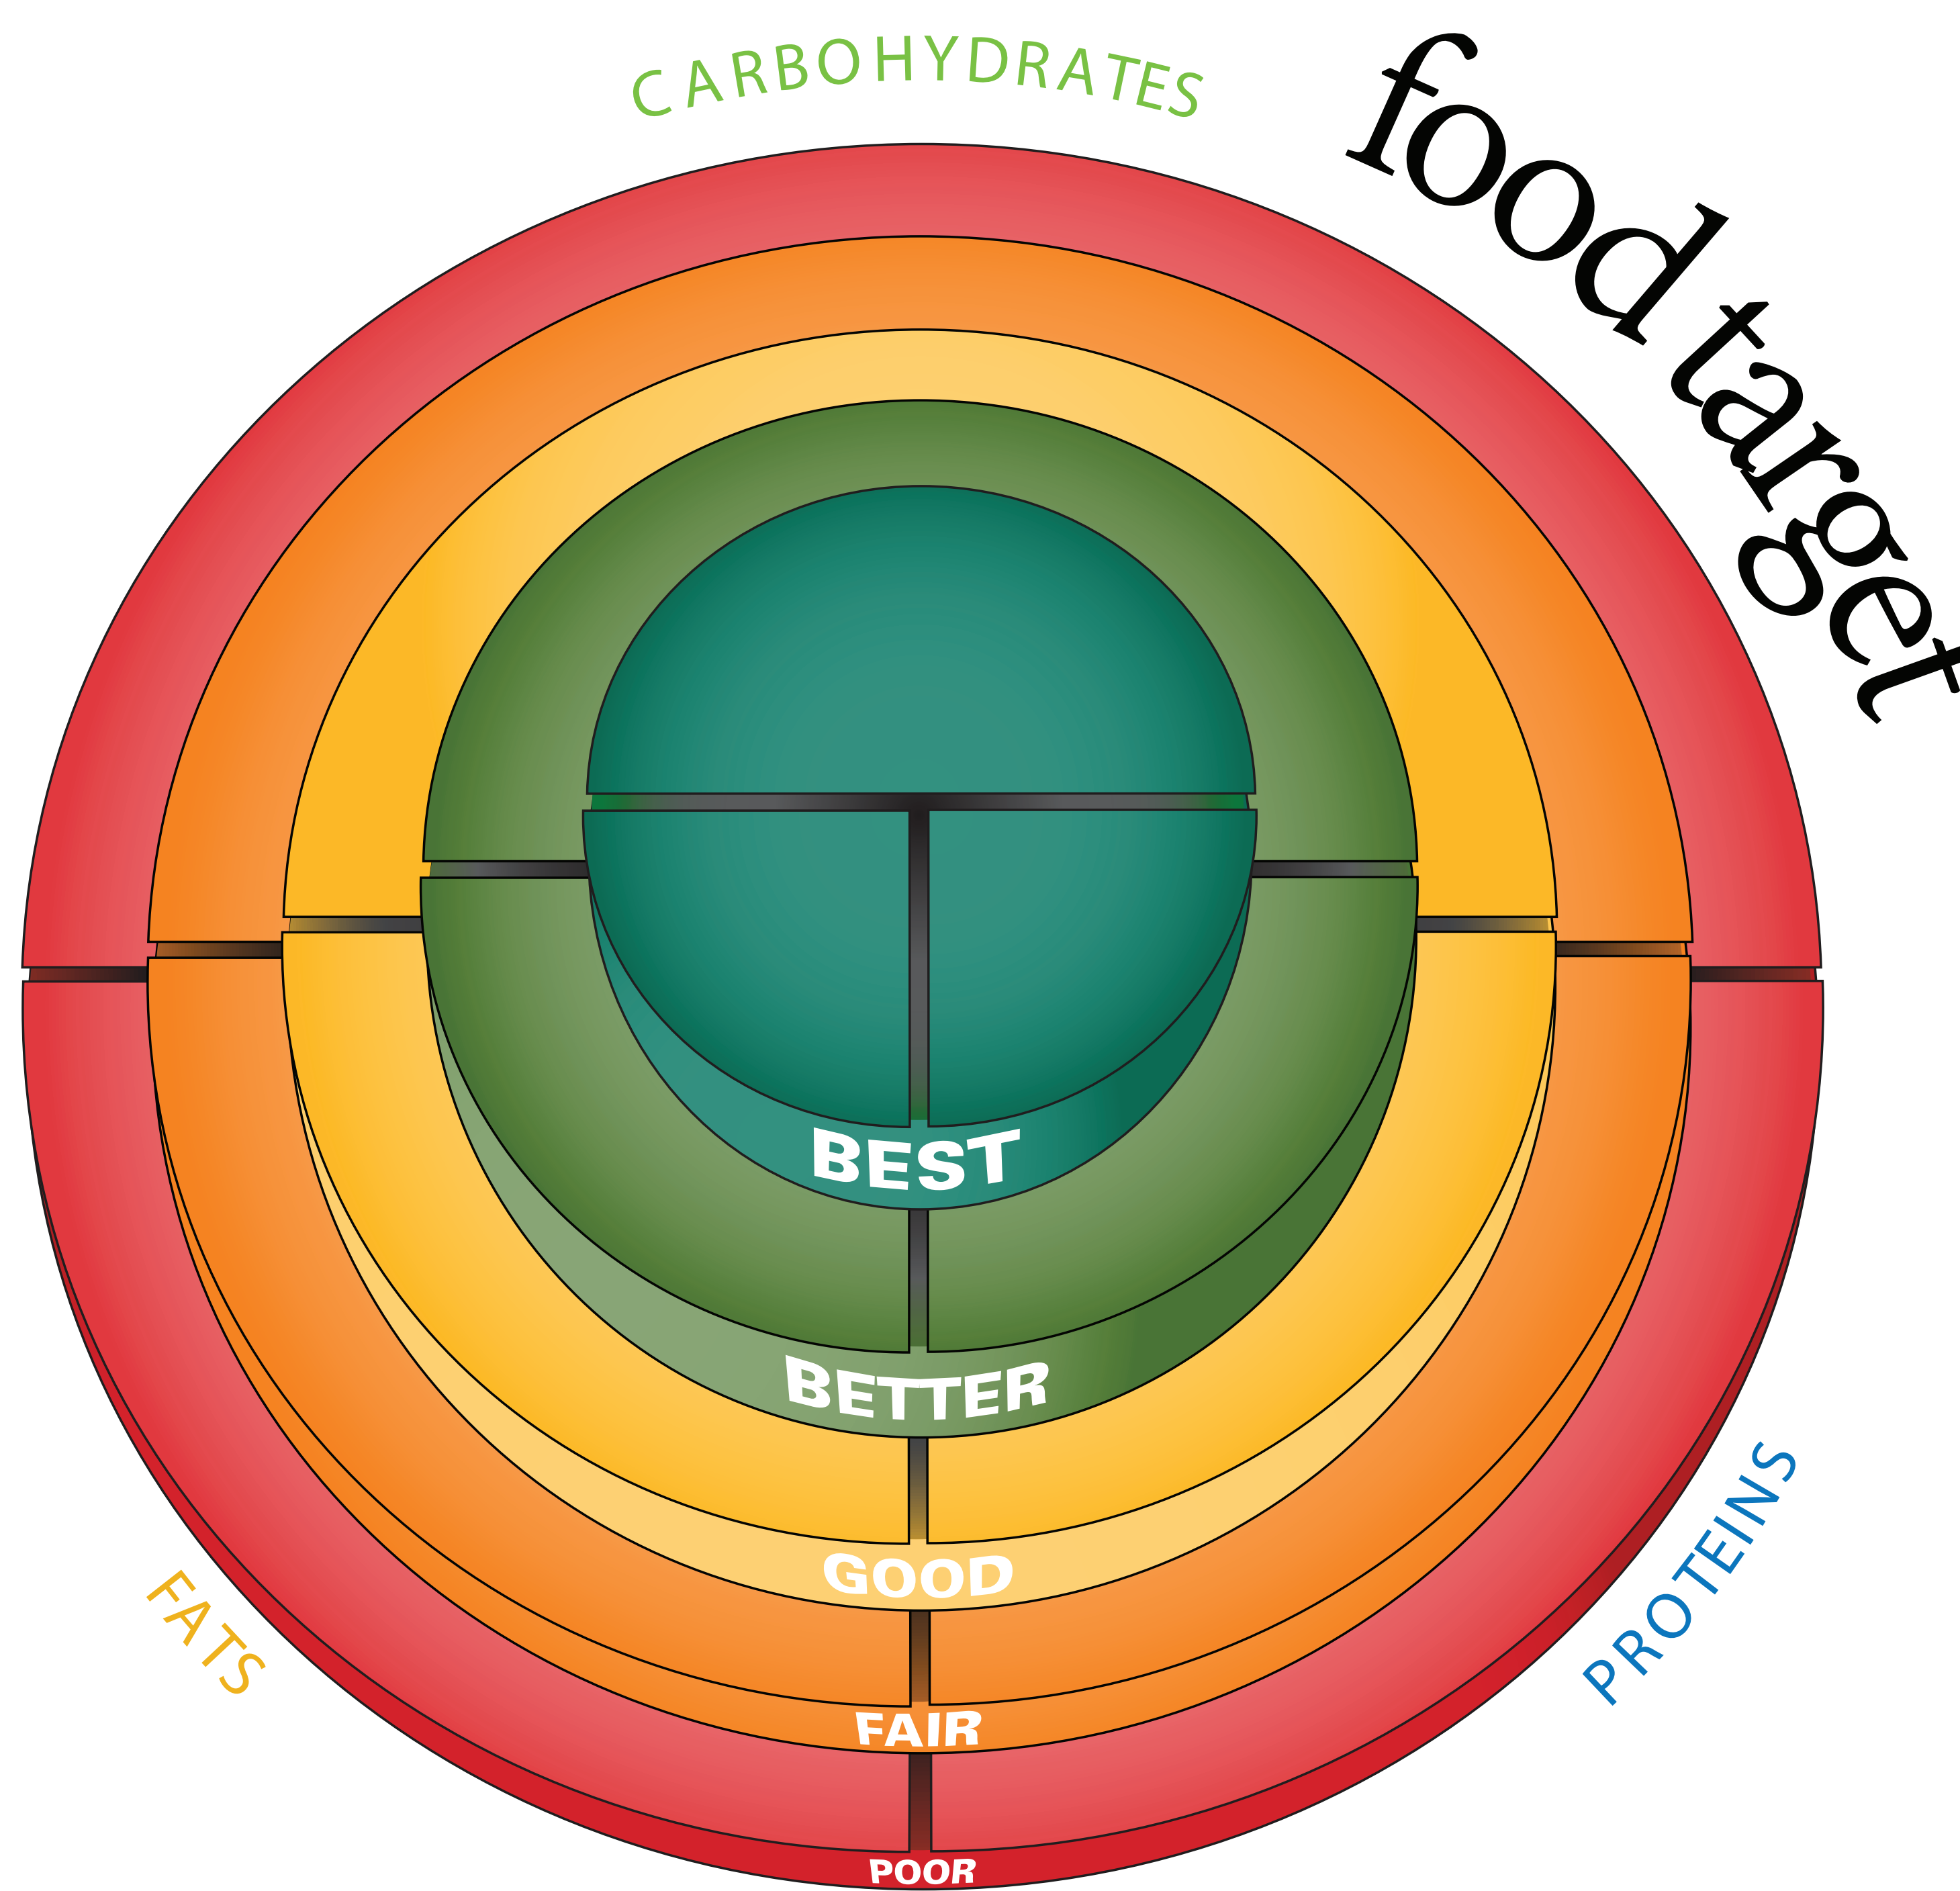 CARBOHYDRATES
food target
BEST
BETTER
GOOD
FAIR
POOR
FATS
PROTEINS